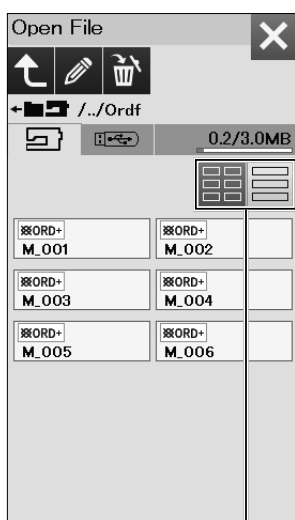 Open File
/../Ordf
0.2/3.0MB
ORD+ ORD+
M_001 M_002
ORD+ ORD+
M_003 M_004
ORD+ ORD+
M_005 M_006